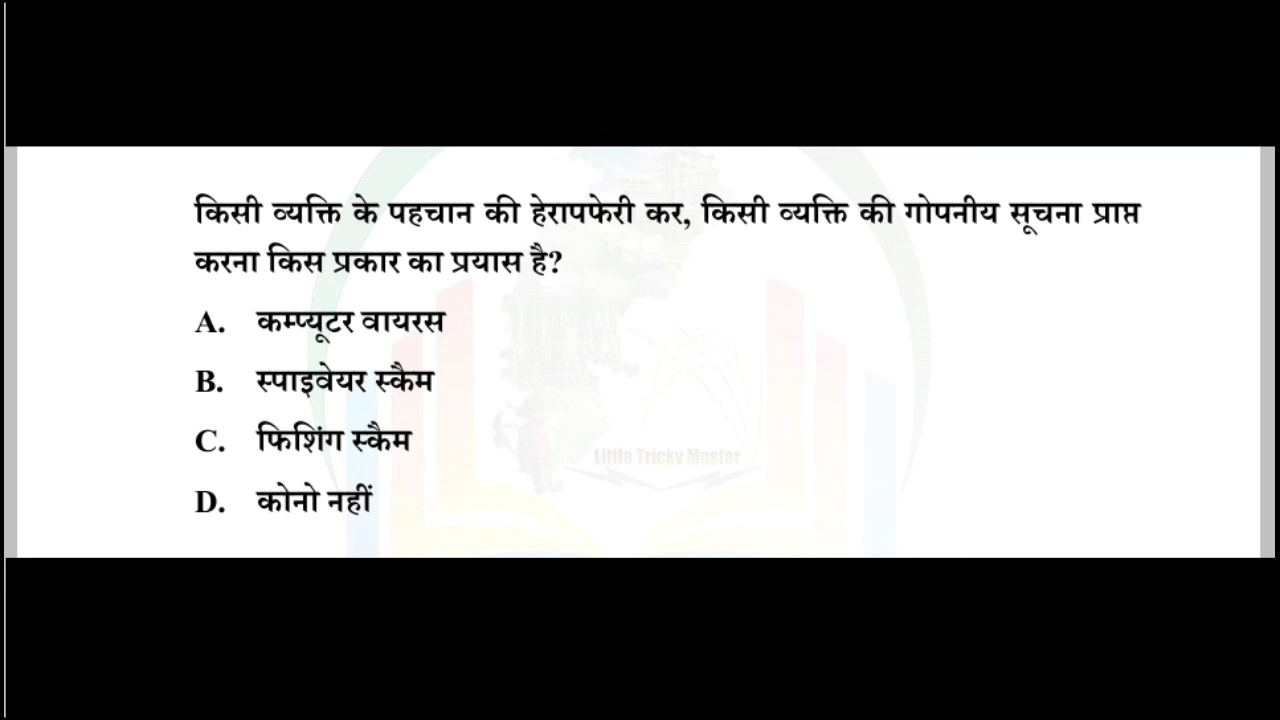 किसी व्यक्ति के पहचान की हेरापफेरी कर, किसी व्यक्ति की गोपनीय सूचना प्राप्त
करना किस प्रकार का प्रयास है?
A. कम्प्यूटर वायरस
B. स्पाइवेयर स्कैम
C. फिशिंग स्कैम
Little Tricky Master
D. कोनो नहीं